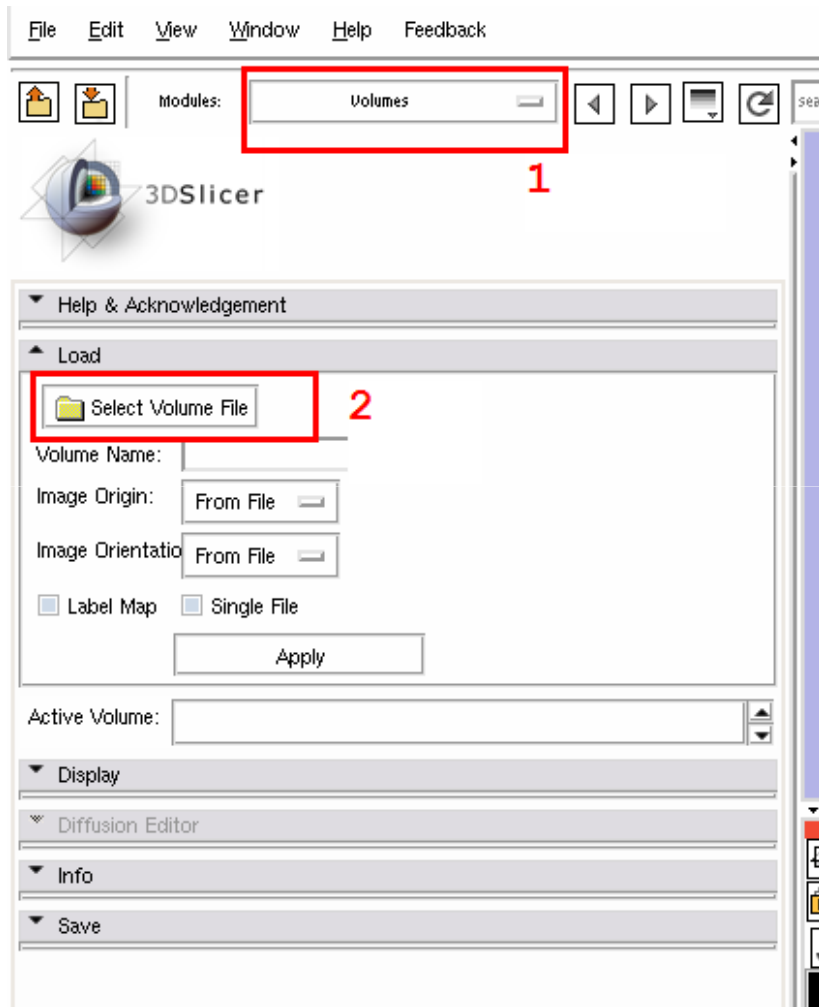 File Edit View Window Help Feedback
Modules: Volumes sea
1
3DSlicer
Help & Acknowledgement
Load
Select Volume File 2
Volume Name:
Image Origin: From File
Image Orientatio From File
Label Map Single File
Apply
Active Volume:
Display
Diffusion Editor
Info
Save